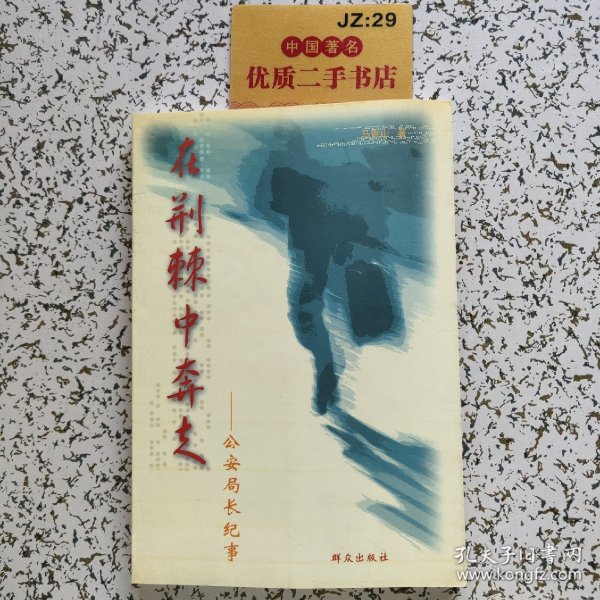 JZ:29
中国著名
优质二手书店
著
在荆棘中奔走
——公安局长纪事
群众出版社
孔夫子旧书网
www.kongfz.com